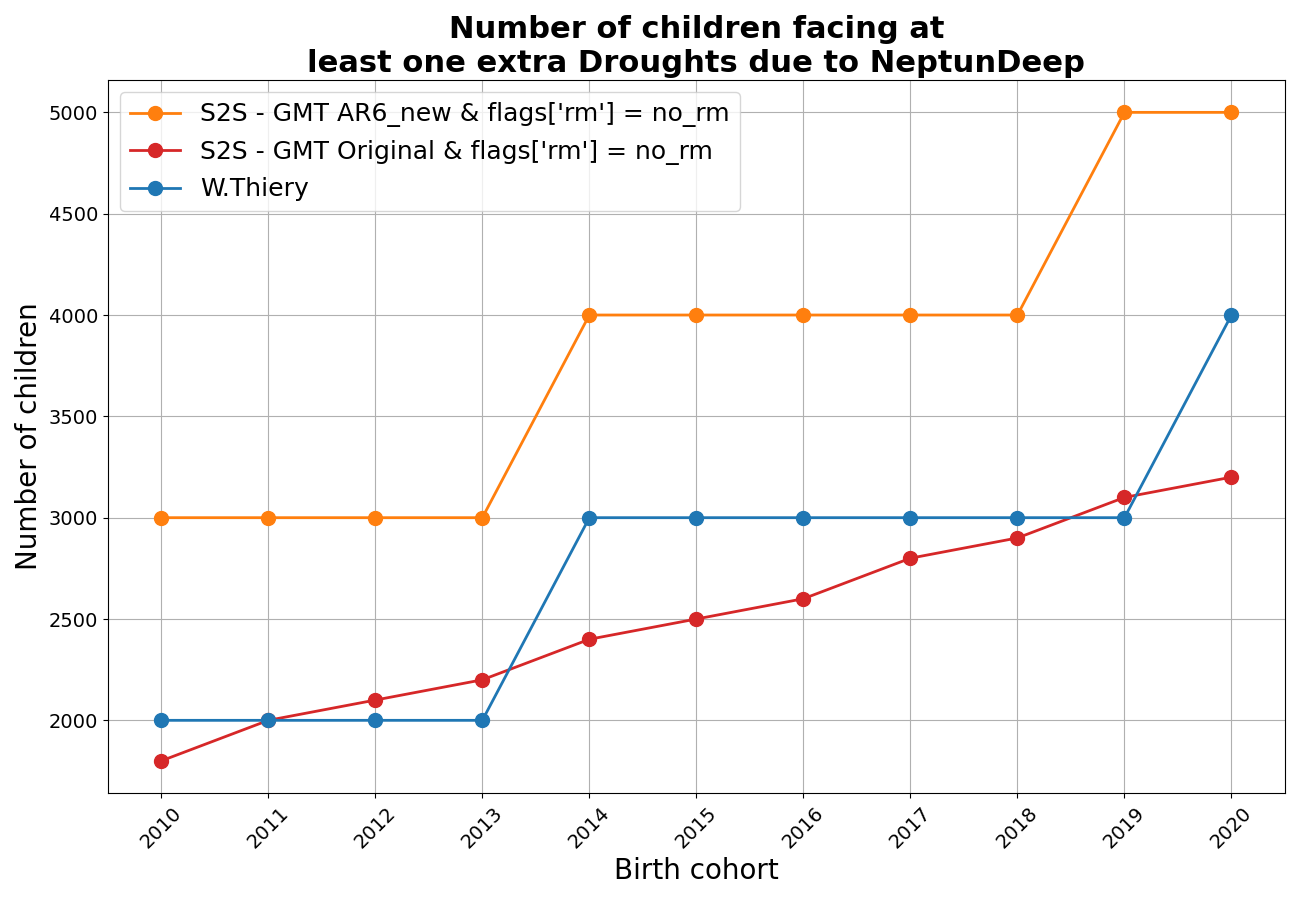 Number of children facing at
least one extra Droughts due to NeptunDeep
S2S - GMT AR6_new & flags['rm'] = no_rm
S2S - GMT Original & flags['rm'] = no_rm
W.Thiery
Number of children
5000
4500
4000
3500
3000
2500
2000
2010
2011
2012
2013
2014
2015
2016
2017
2018
2019
2020
Birth cohort